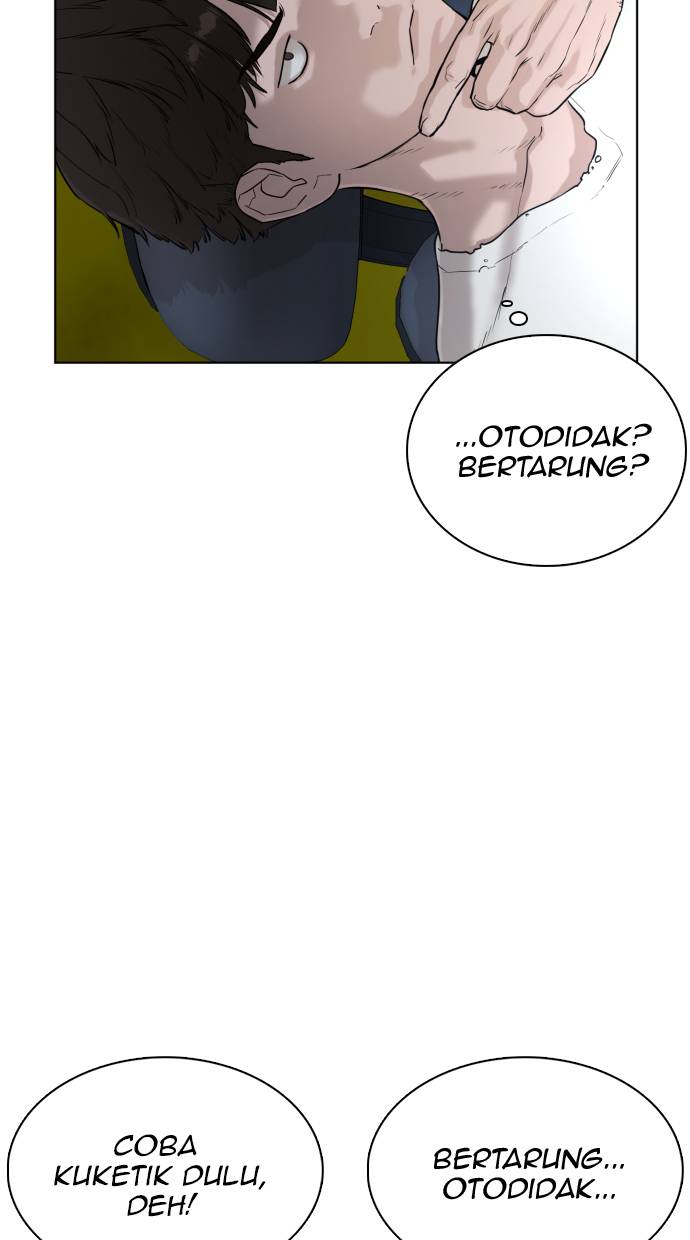 ...OTODIDAK?
BERTARUNG?
COBA
KUKETIK DULU,
DEH!
BERTARUNG...
OTODIDAK...